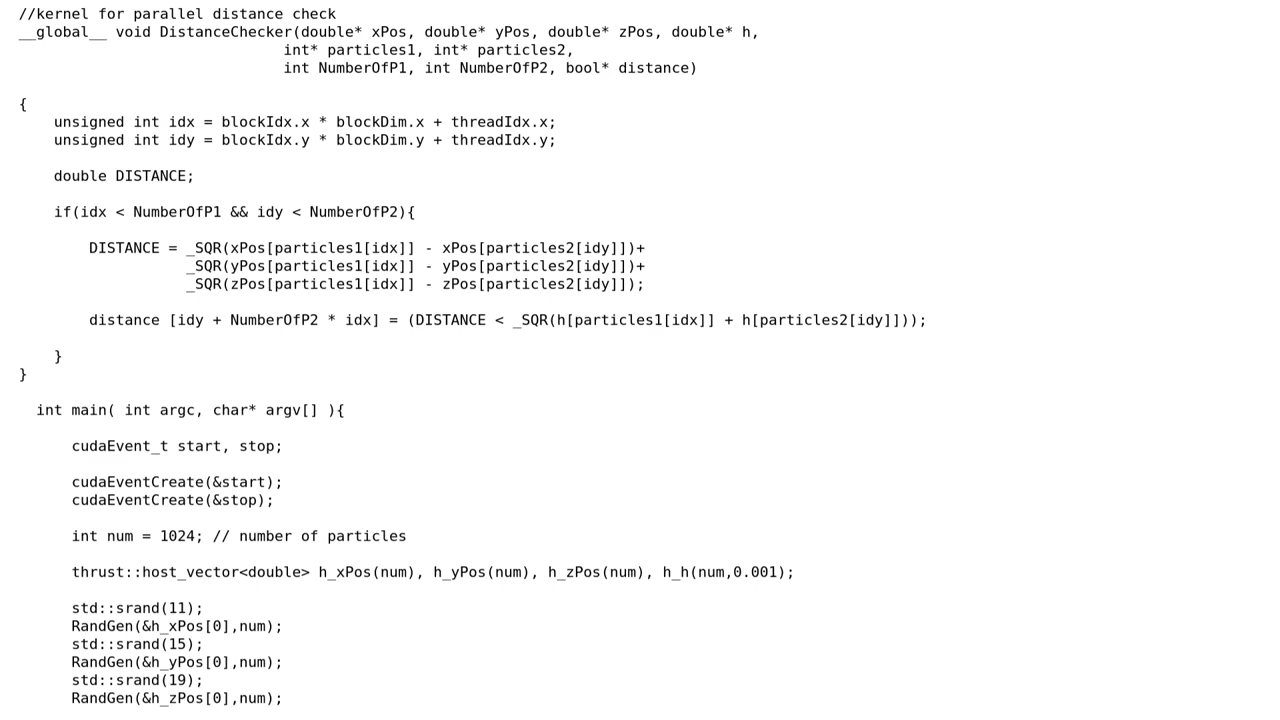 //kernel for parallel distance check
__global__ void DistanceChecker(double* xPos, double* yPos, double* zPos, double* h,
                              int* particles1, int* particles2,
                              int NumberOfP1, int NumberOfP2, bool* distance)

{
    unsigned int idx = blockIdx.x * blockDim.x + threadIdx.x;
    unsigned int idy = blockIdx.y * blockDim.y + threadIdx.y;

    double DISTANCE;

    if(idx < NumberOfP1 && idy < NumberOfP2){

        DISTANCE = _SQR(xPos[particles1[idx]] - xPos[particles2[idy]])+
                   _SQR(yPos[particles1[idx]] - yPos[particles2[idy]])+
                   _SQR(zPos[particles1[idx]] - zPos[particles2[idy]]);

        distance [idy + NumberOfP2 * idx] = (DISTANCE < _SQR(h[particles1[idx]] + h[particles2[idy]]));

    }
}

  int main( int argc, char* argv[] ){

      cudaEvent_t start, stop;

      cudaEventCreate(&start);
      cudaEventCreate(&stop);

      int num = 1024; // number of particles

      thrust::host_vector<double> h_xPos(num), h_yPos(num), h_zPos(num), h_h(num,0.001);

      std::srand(11);
      RandGen(&h_xPos[0],num);
      std::srand(15);
      RandGen(&h_yPos[0],num);
      std::srand(19);
      RandGen(&h_zPos[0],num);